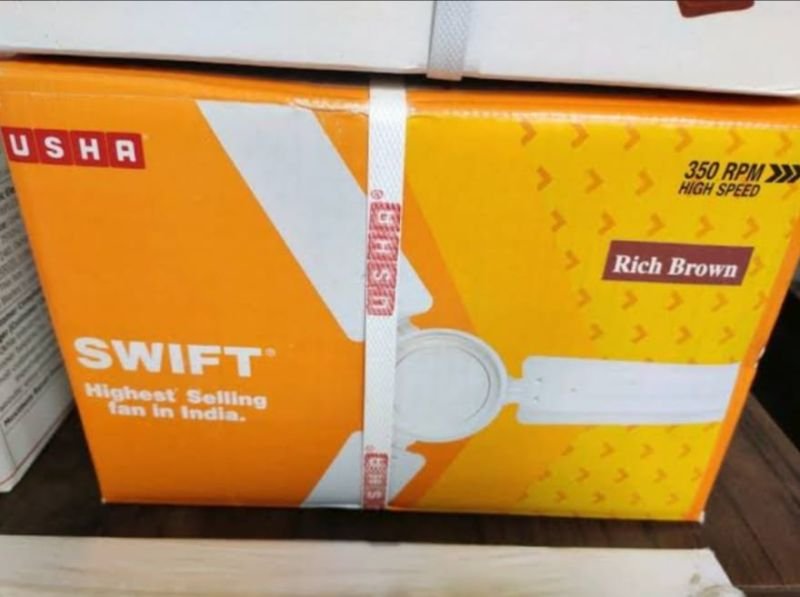 USHA
350 RPM
HIGH SPEED
Rich Brown
USHA®
SWIFT®
Highest Selling
fan in India.
USHA